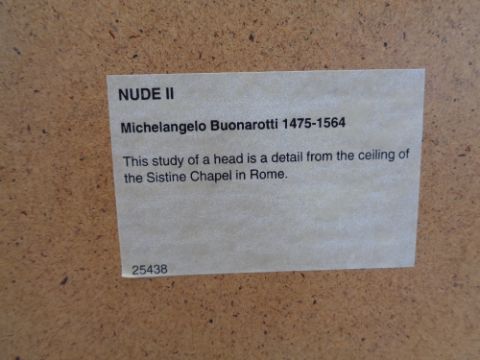 NUDE II
Michelangelo Buonarotti 1475-1564
This study of a head is a detail from the ceiling of
the Sistine Chapel in Rome.
25438